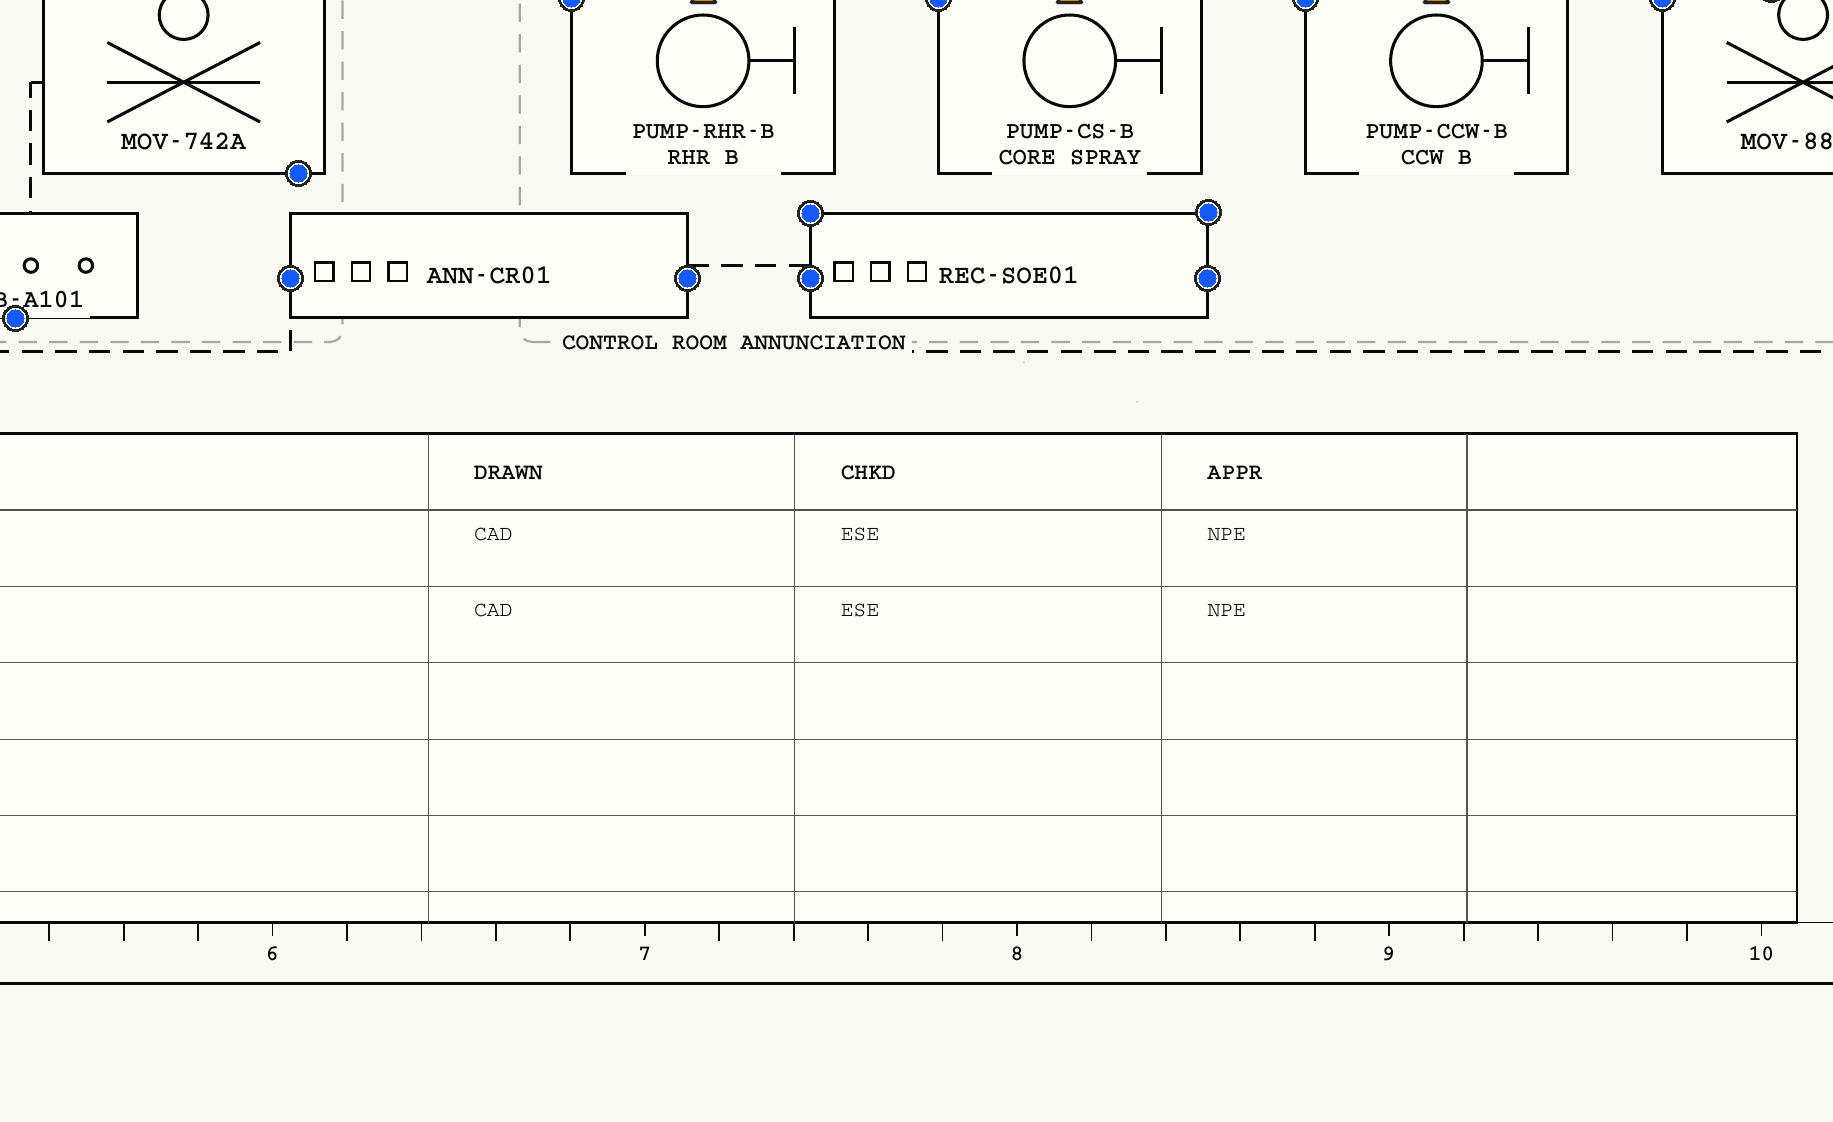 MOV-742A
PUMP-RHR-B
RHR B
PUMP-CS-B
CORE SPRAY
PUMP-CCW-B
CCW B
MOV-88
B-A101
ANN-CR01
REC-SOE01
CONTROL ROOM ANNUNCIATION
DRAWN CHKD APPR
CAD ESE NPE
CAD ESE NPE
6 7 8 9 10